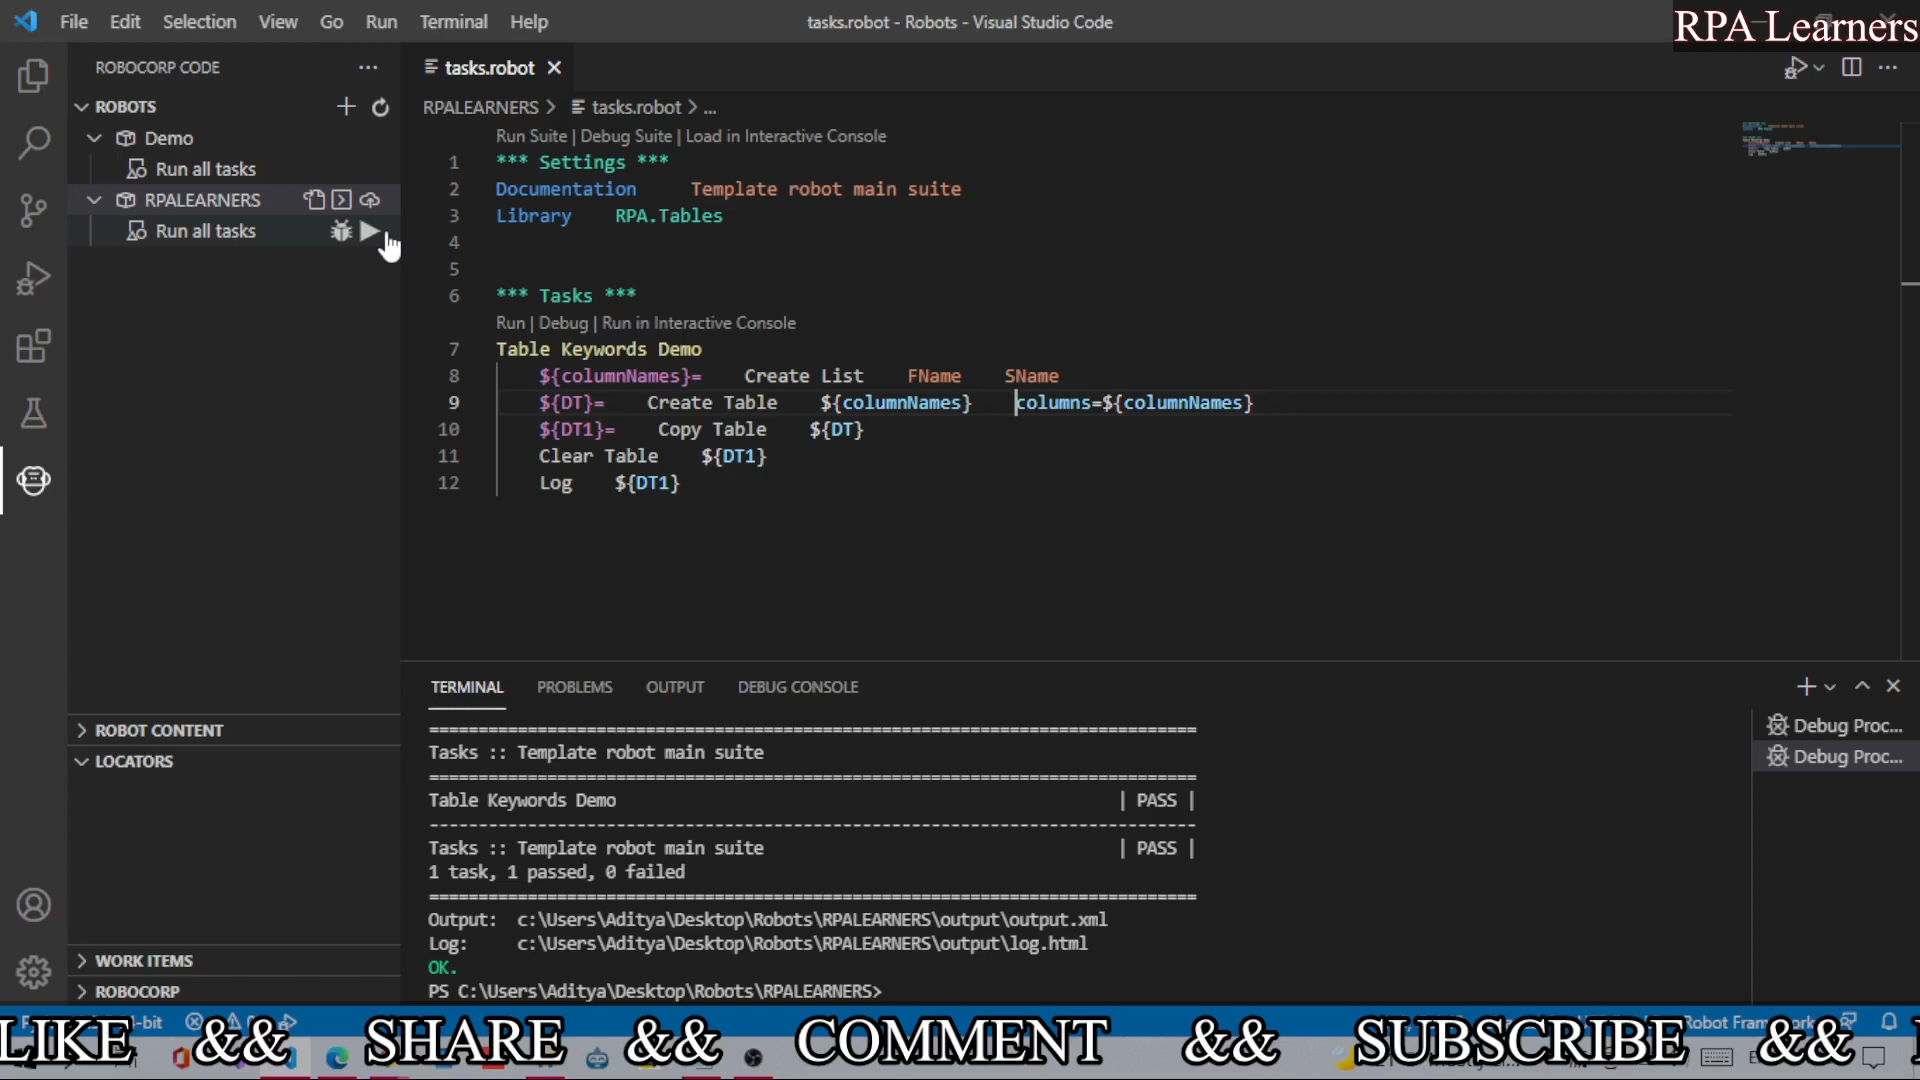 File Edit Selection View Go Run Terminal Help
tasks.robot - Robots - Visual Studio Code
RPA Learners
ROBOCORP CODE
ROBOTS
Demo
Run all tasks
RPALEARNERS
Run all tasks
ROBOT CONTENT
LOCATORS
WORK ITEMS
ROBOCORP
tasks.robot
RPALEARNERS > tasks.robot > ...
Run Suite | Debug Suite | Load in Interactive Console
1 *** Settings ***
2 Documentation Template robot main suite
3 Library RPA.Tables
4
5
6 *** Tasks ***
Run | Debug | Run in Interactive Console
7 Table Keywords Demo
8 ${columnNames}= Create List FName SName
9 ${DT}= Create Table ${columnNames} columns=${columnNames}
10 ${DT1}= Copy Table ${DT}
11 Clear Table ${DT1}
12 Log ${DT1}
TERMINAL PROBLEMS OUTPUT DEBUG CONSOLE
==============================================================================
Tasks :: Template robot main suite
==============================================================================
Table Keywords Demo | PASS |
------------------------------------------------------------------------------
Tasks :: Template robot main suite | PASS |
1 task, 1 passed, 0 failed
==============================================================================
Output: c:\Users\Aditya\Desktop\Robots\RPALEARNERS\output\output.xml
Log: c:\Users\Aditya\Desktop\Robots\RPALEARNERS\output\log.html
OK.
PS C:\Users\Aditya\Desktop\Robots\RPALEARNERS>
Debug Proc...
Debug Proc...
LIKE && SHARE && COMMENT && SUBSCRIBE &&